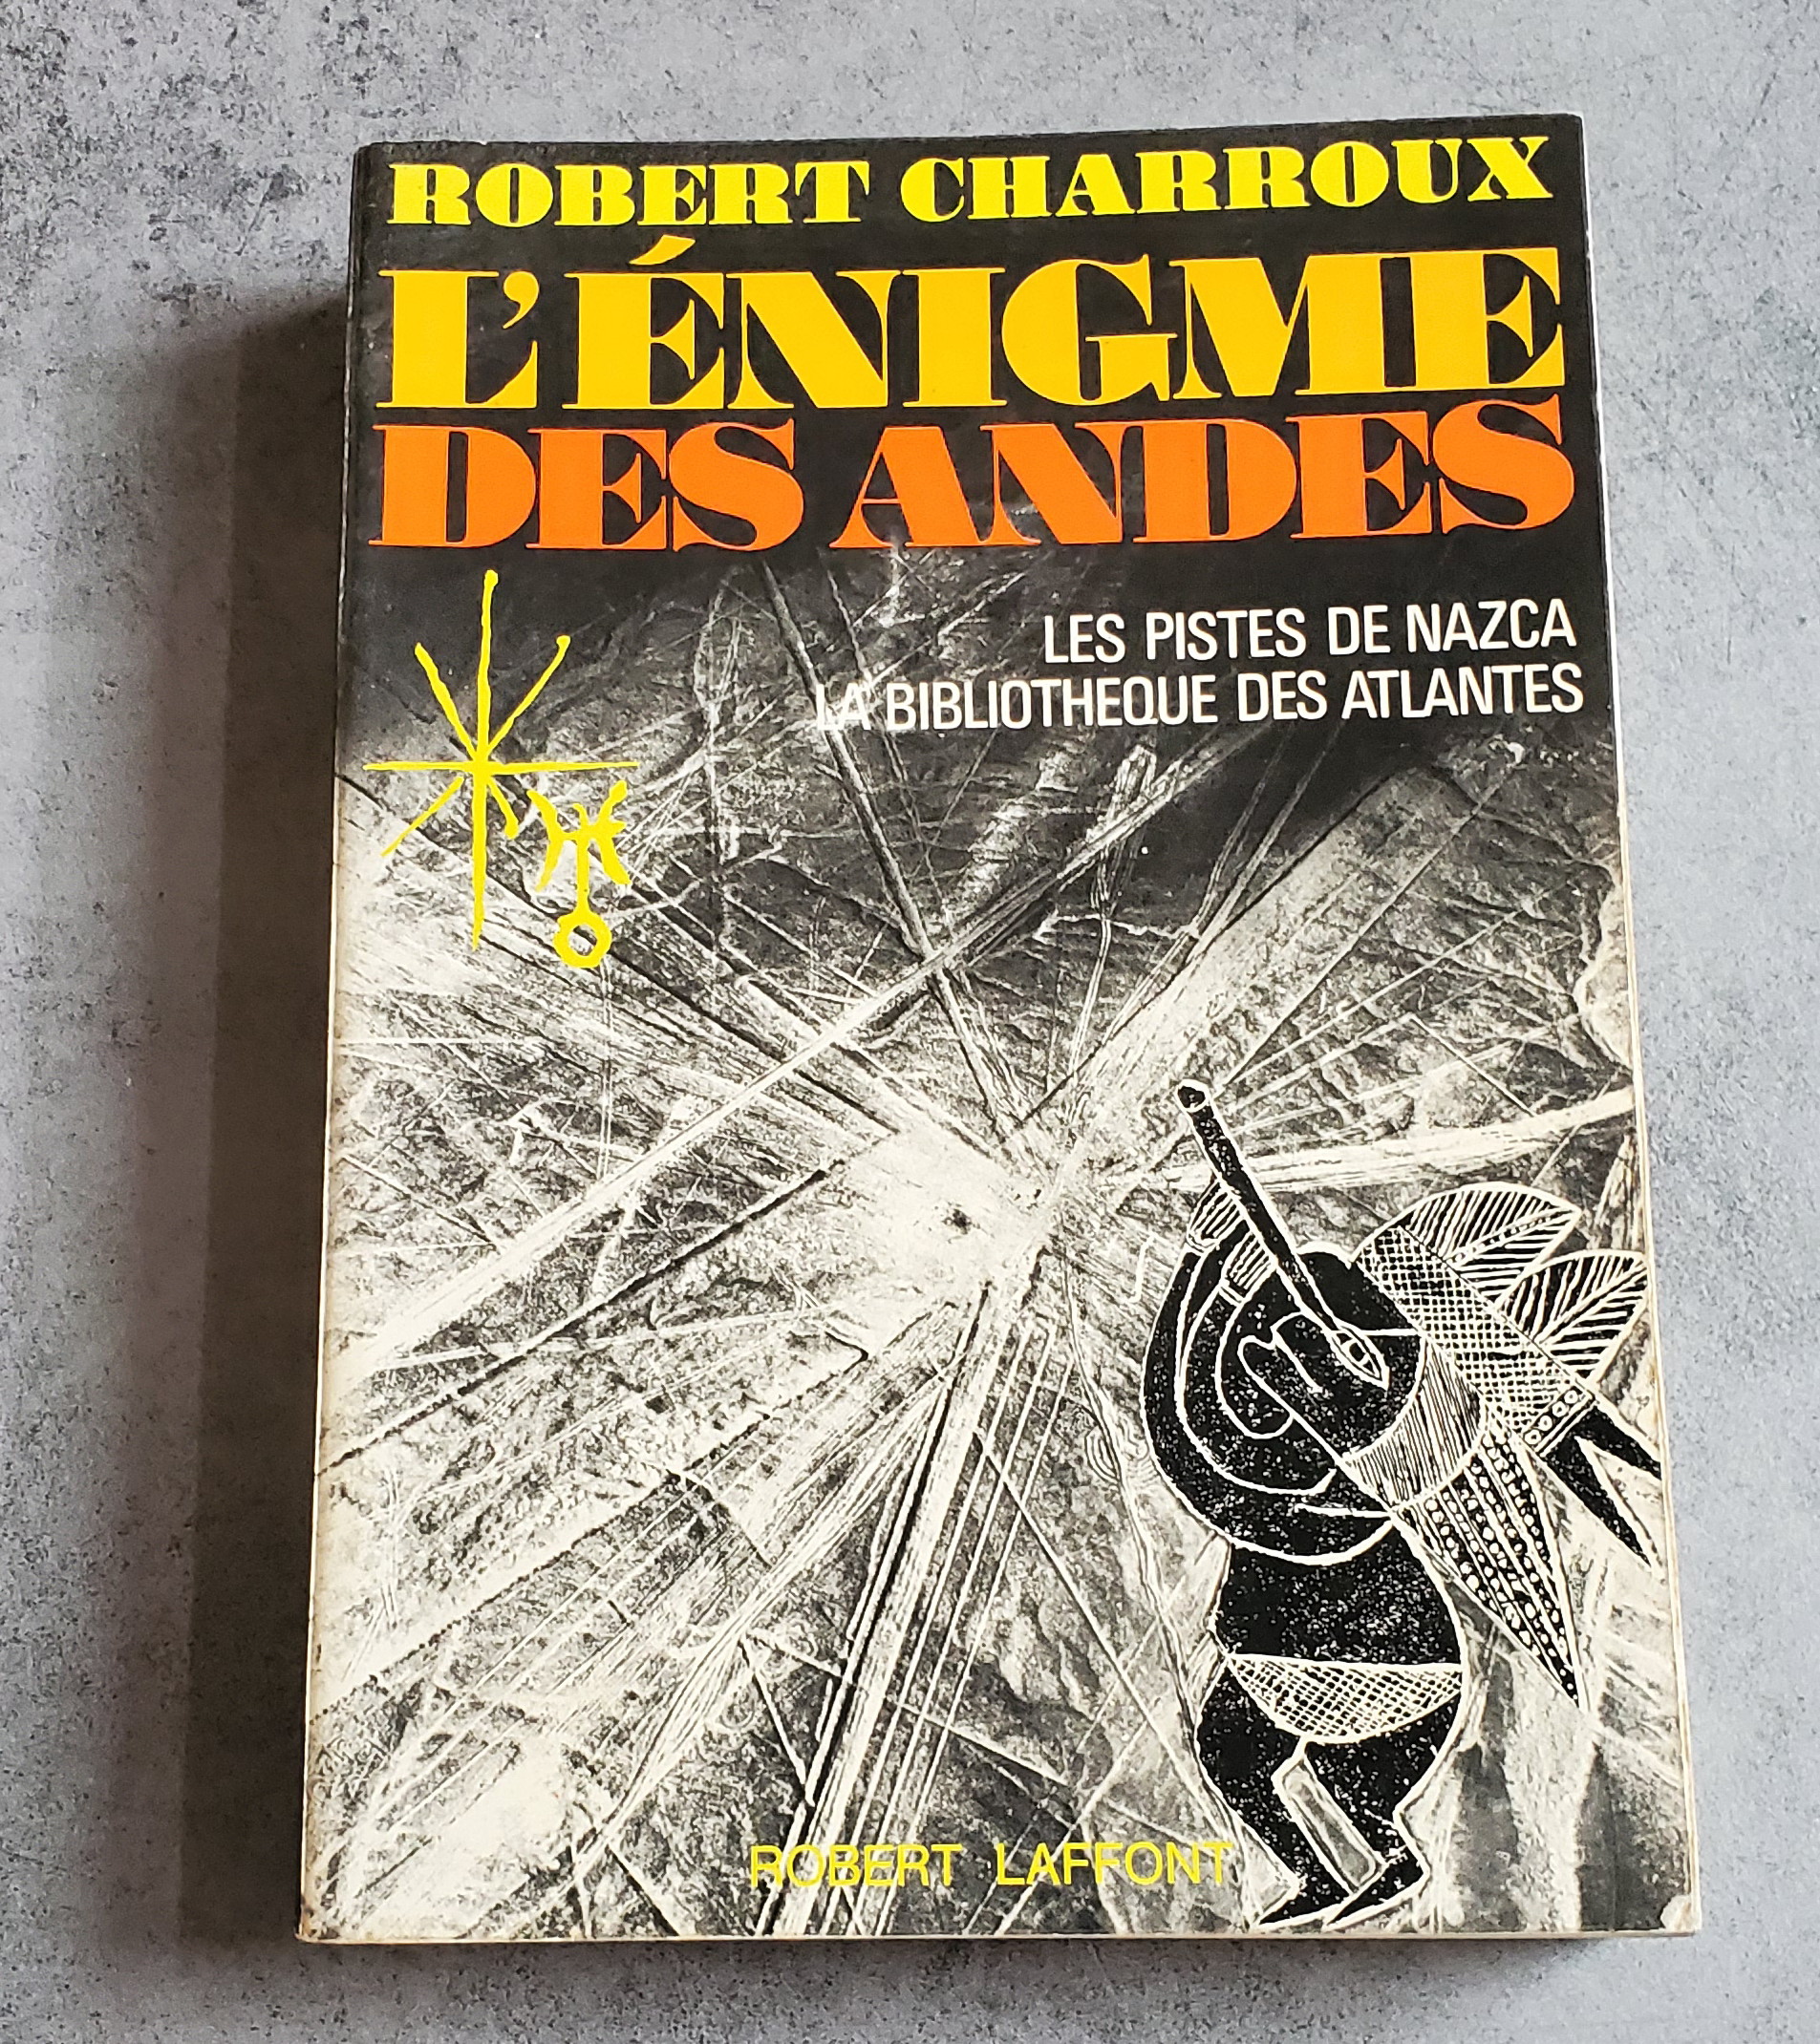 ROBERT CHARROUX
L'ÉNIGME
DES ANDES
LES PISTES DE NAZCA
LA BIBLIOTHEQUE DES ATLANTES
ROBERT LAFFONT